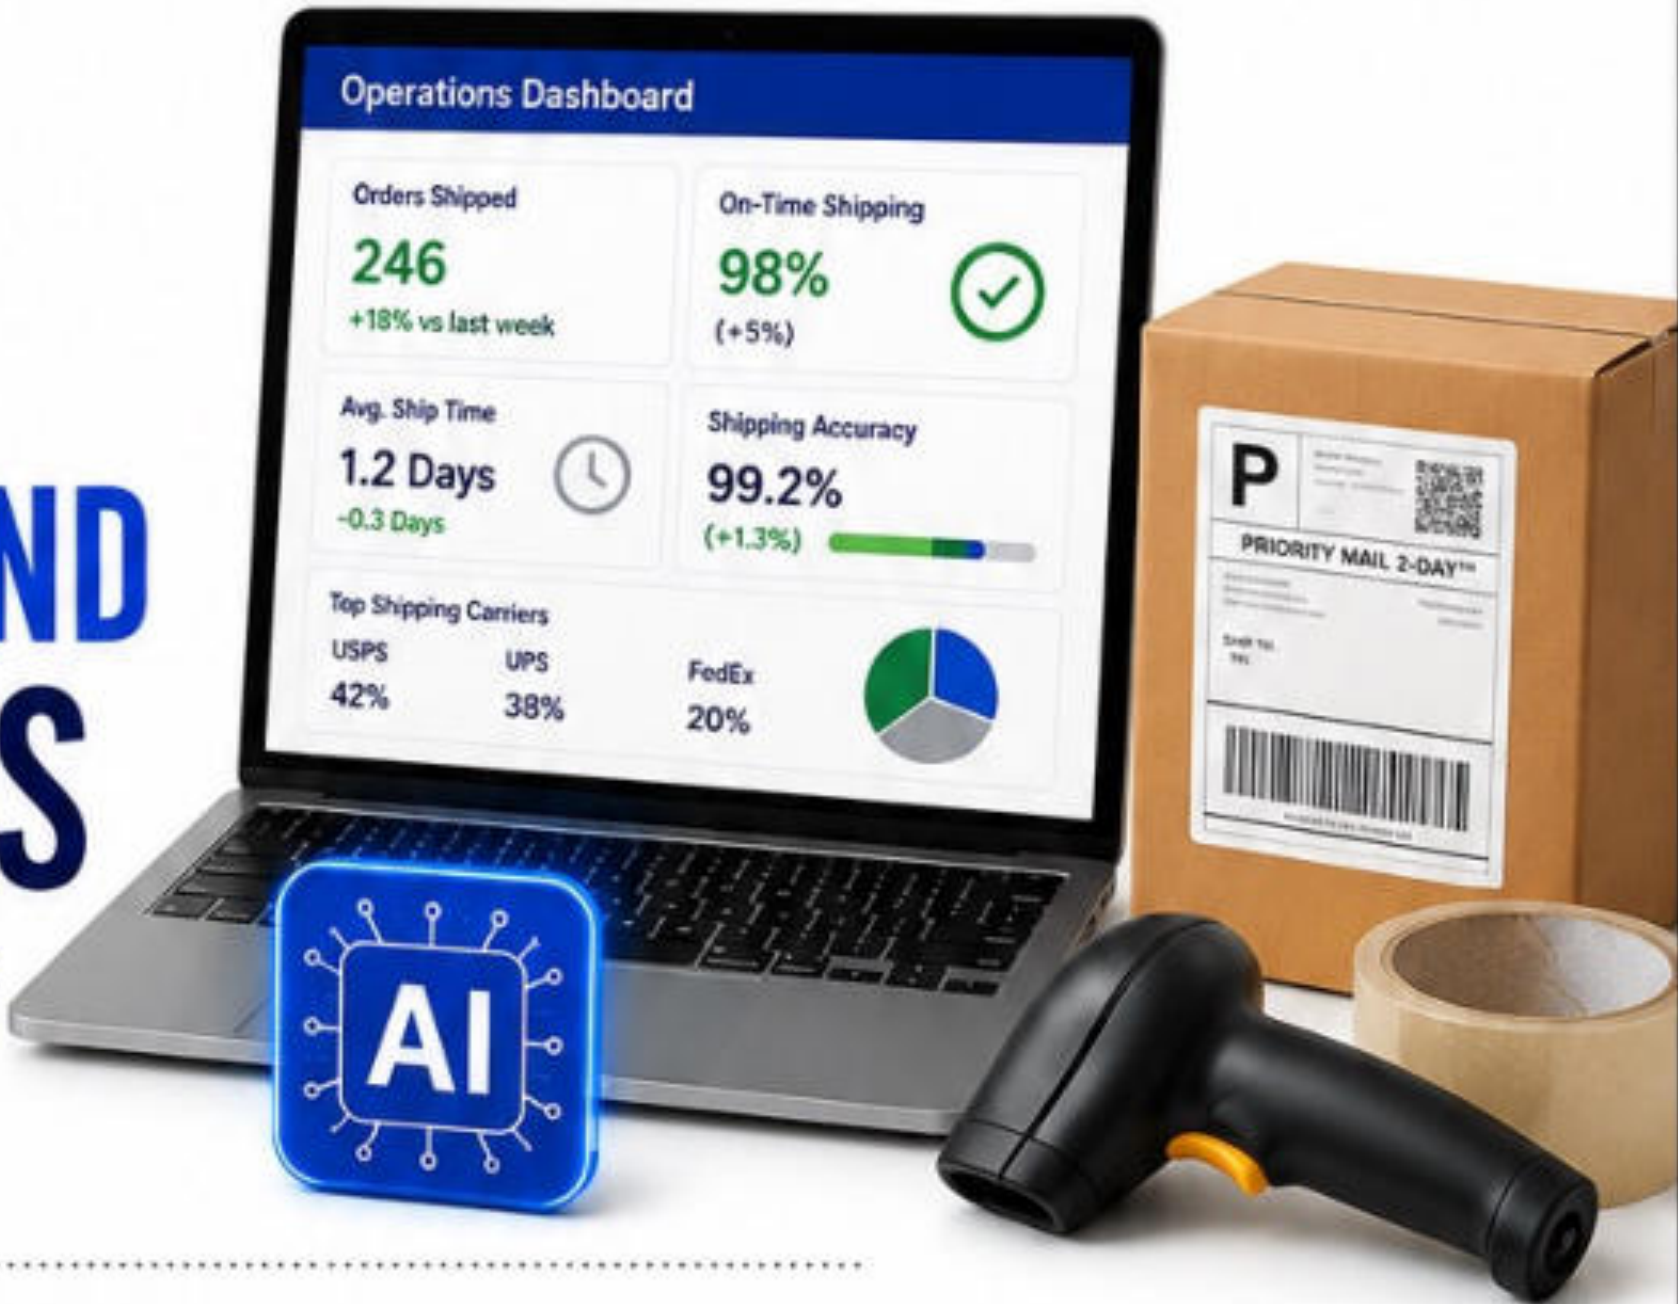 Operations Dashboard
Orders Shipped
246
+18% vs last week
On-Time Shipping
98%
(+5%)
Avg. Ship Time
1.2 Days
-0.3 Days
Shipping Accuracy
99.2%
(+1.3%)
Top Shipping Carriers
USPS
42%
UPS
38%
FedEx
20%
ND
S
AI
P
PRIORITY MAIL 2-DAY™